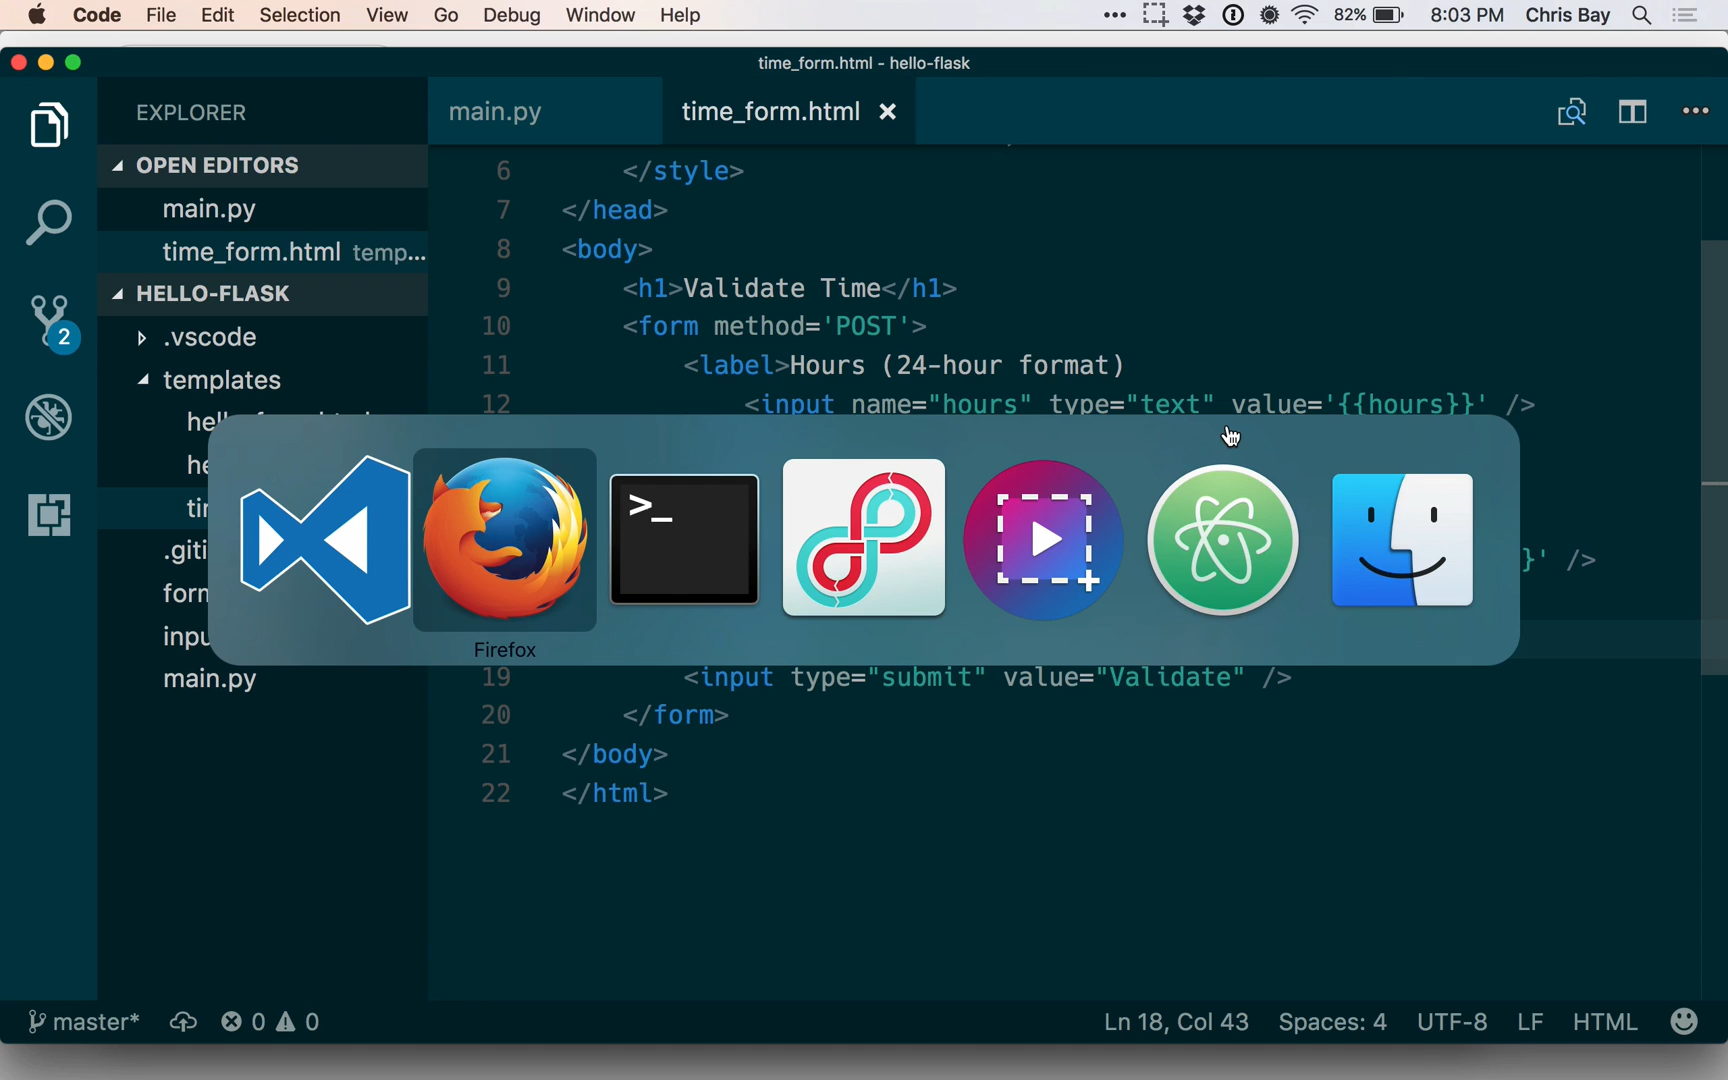 Code File Edit Selection View Go Debug Window Help 82% 8:03 PM Chris Bay
time_form.html - hello-flask
EXPLORER
OPEN EDITORS
main.py
time_form.html temp...
HELLO-FLASK
.vscode
templates
.giti
form
inpu
main.py
main.py
time_form.html
6 </style>
7 </head>
8 <body>
9 <h1>Validate Time</h1>
10 <form method='POST'>
11 <label>Hours (24-hour format)
12 <input name="hours" type="text" value='{{hours}}' />
}' />
>_
Firefox
19 <input type="submit" value="Validate" />
20 </form>
21 </body>
22 </html>
2
master* 0 0 Ln 18, Col 43 Spaces: 4 UTF-8 LF HTML